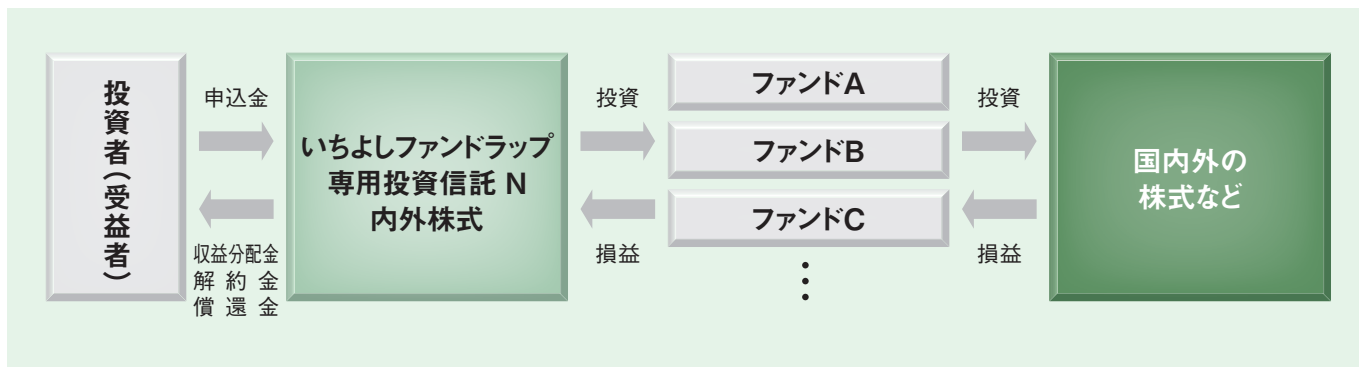 投資者(受益者)
申込金
収益分配金
解約金
償還金
いちよしファンドラップ
専用投資信託 N
内外株式
投資
損益
ファンドA
ファンドB
ファンドC
⋮
投資
損益
国内外の
株式など